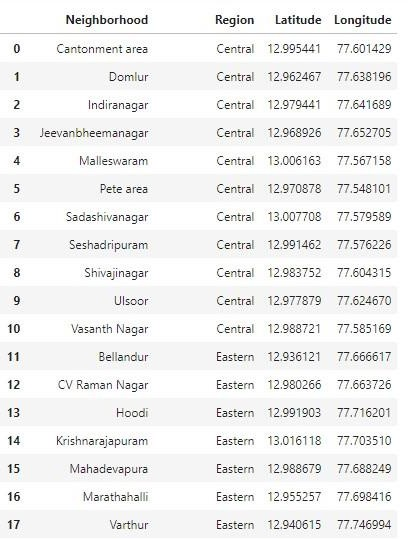 Neighborhood Region Latitude Longitude
0 Cantonment area Central 12.995441 77.601429
1 Domlur Central 12.962467 77.638196
2 Indiranagar Central 12.979441 77.641689
3 Jeevanbheemanagar Central 12.968926 77.652705
4 Malleswaram Central 13.006163 77.567158
5 Pete area Central 12.970878 77.548101
6 Sadashivanagar Central 13.007708 77.579589
7 Seshadripuram Central 12.991462 77.576226
8 Shivajinagar Central 12.983752 77.604315
9 Ulsoor Central 12.977879 77.624670
10 Vasanth Nagar Central 12.988721 77.585169
11 Bellandur Eastern 12.936121 77.666617
12 CV Raman Nagar Eastern 12.980266 77.663726
13 Hoodi Eastern 12.991903 77.716201
14 Krishnarajapuram Eastern 13.016118 77.703510
15 Mahadevapura Eastern 12.988679 77.688249
16 Marathahalli Eastern 12.955257 77.698416
17 Varthur Eastern 12.940615 77.746994